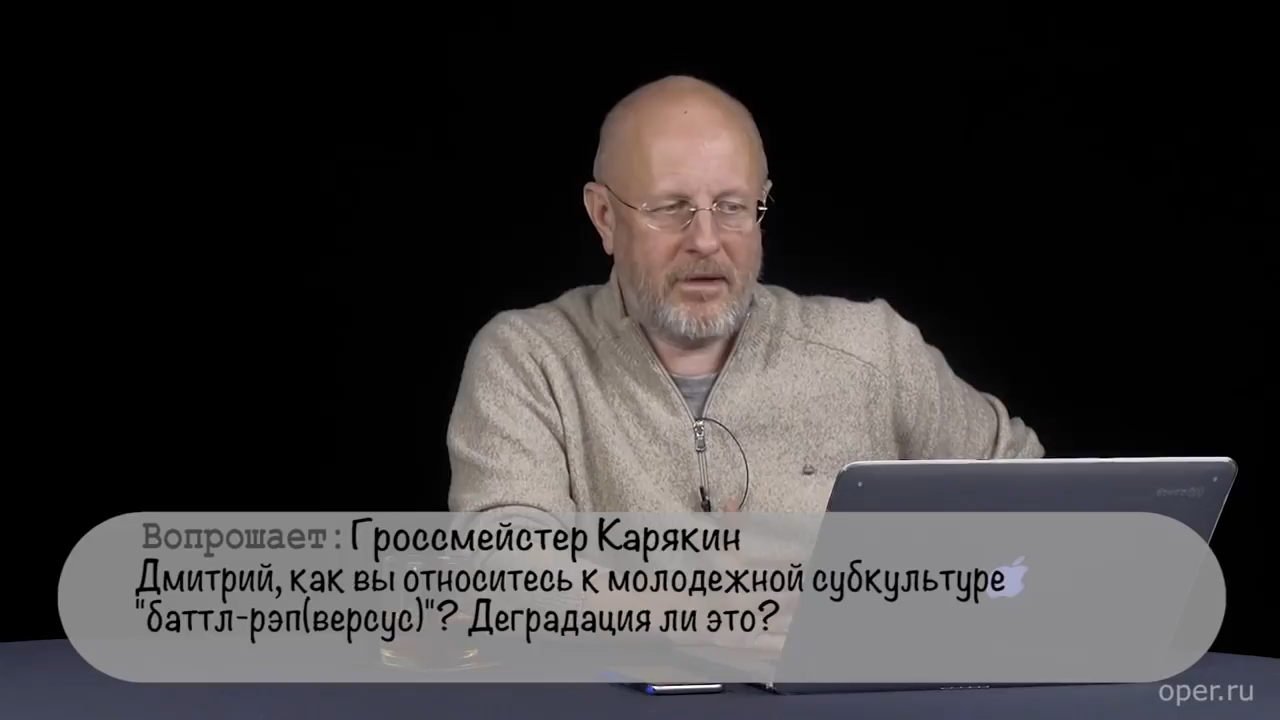 Вопрошает: Гроссмейстер Карякин
Дмитрий, как вы относитесь к молодежной субкультуре
"баттл-рэп(версус)"? Деградация ли это?
oper.ru